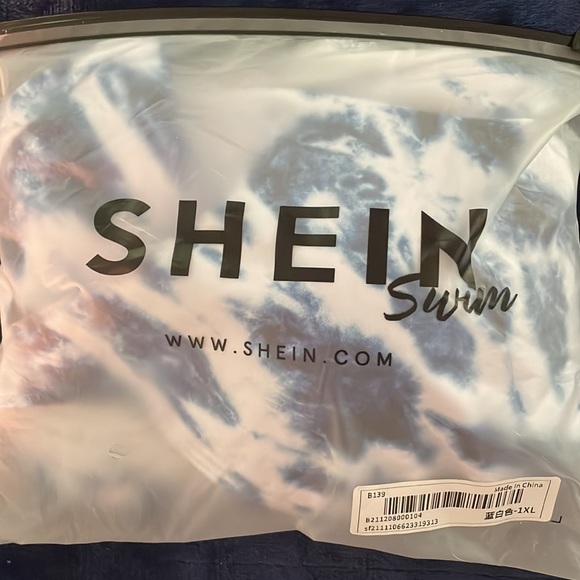 SHEIN
Swim
WWW.SHEIN.COM
B139
Made in China
B211208000104
蓝白色-1XL
sf2111106623319313